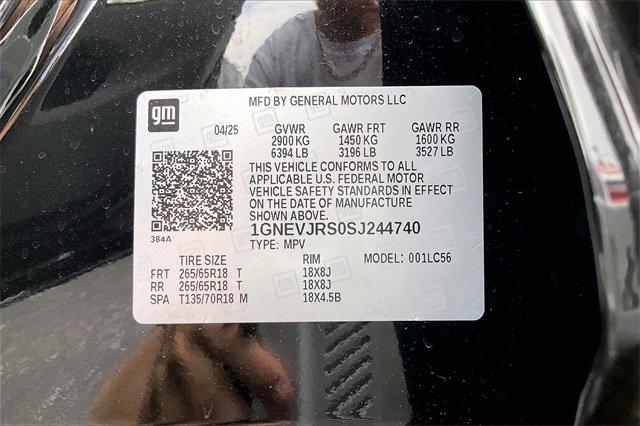 gm
MFD BY GENERAL MOTORS LLC
04/25 GVWR GAWR FRT GAWR RR
2900 KG 1450 KG 1600 KG
6394 LB 3196 LB 3527 LB
THIS VEHICLE CONFORMS TO ALL
APPLICABLE U.S. FEDERAL MOTOR
VEHICLE SAFETY STANDARDS IN EFFECT
ON THE DATE OF MANUFACTURE
SHOWN ABOVE.
384A
1GNEVJRS0SJ244740
TYPE: MPV
TIRE SIZE RIM MODEL: 001LC56
FRT 265/65R18 T 18X8J
RR 265/65R18 T 18X8J
SPA T135/70R18 M 18X4.5B